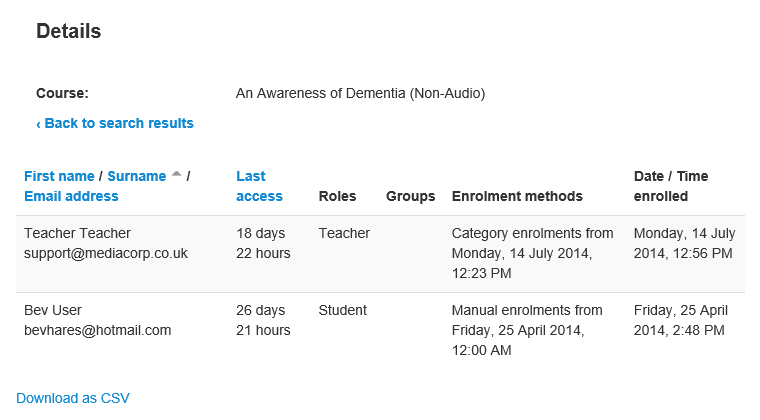 Details
Course: An Awareness of Dementia (Non-Audio)
‹ Back to search results
First name / Surname / Last Date / Time
Email address access Roles Groups Enrolment methods enrolled
Teacher Teacher 18 days Teacher Category enrolments from Monday, 14 July
support@mediacorp.co.uk 22 hours Monday, 14 July 2014, 2014, 12:56 PM
12:23 PM
Bev User 26 days Student Manual enrolments from Friday, 25 April
bevhares@hotmail.com 21 hours Friday, 25 April 2014, 2014, 2:48 PM
12:00 AM
Download as CSV